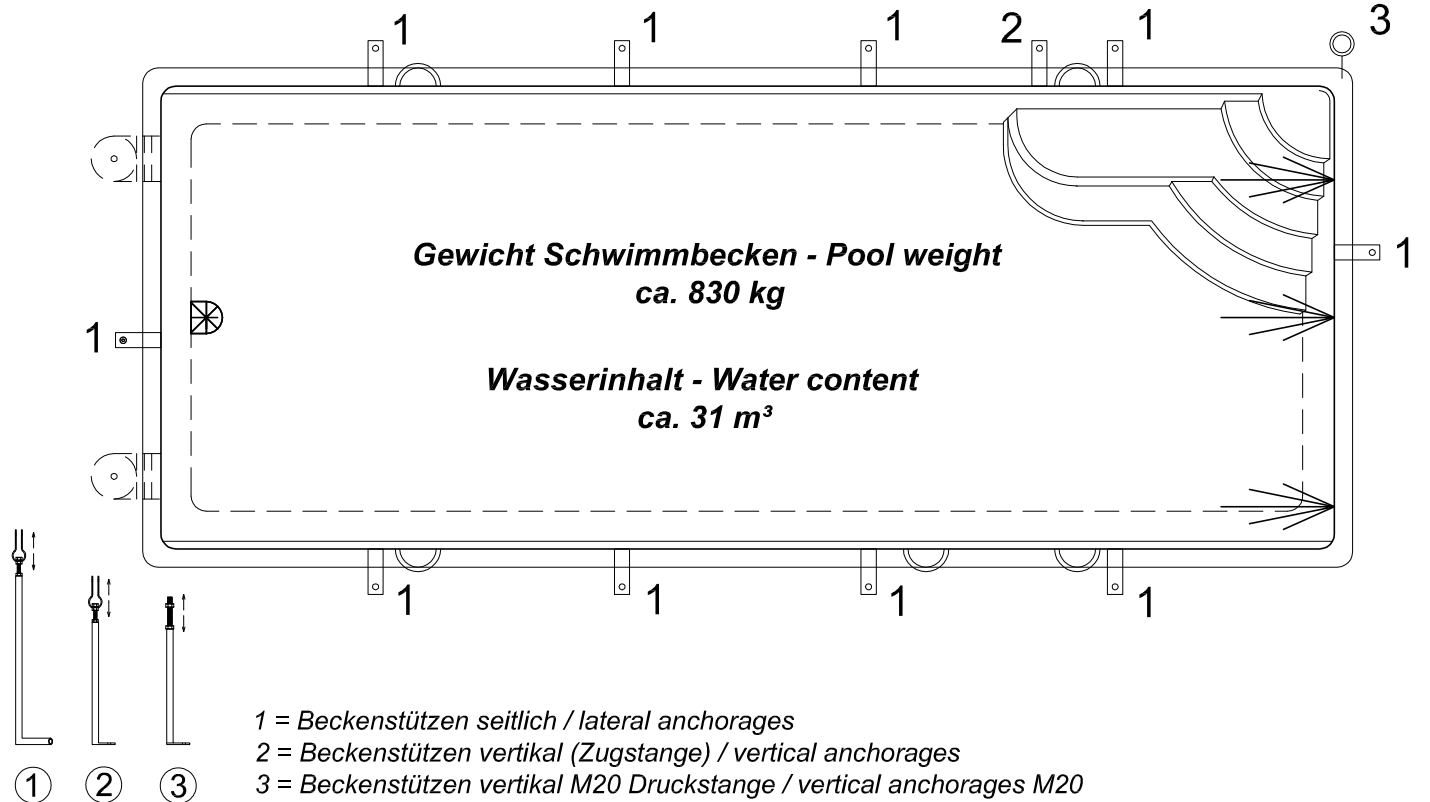 1 1 1 2 1 3
Gewicht Schwimmbecken - Pool weight
ca. 830 kg
1
1
Wasserinhalt - Water content
ca. 31 m³
1 1 1 1
1 = Beckenstützen seitlich / lateral anchorages
2 = Beckenstützen vertikal (Zugstange) / vertical anchorages
3 = Beckenstützen vertikal M20 Druckstange / vertical anchorages M20
1 2 3